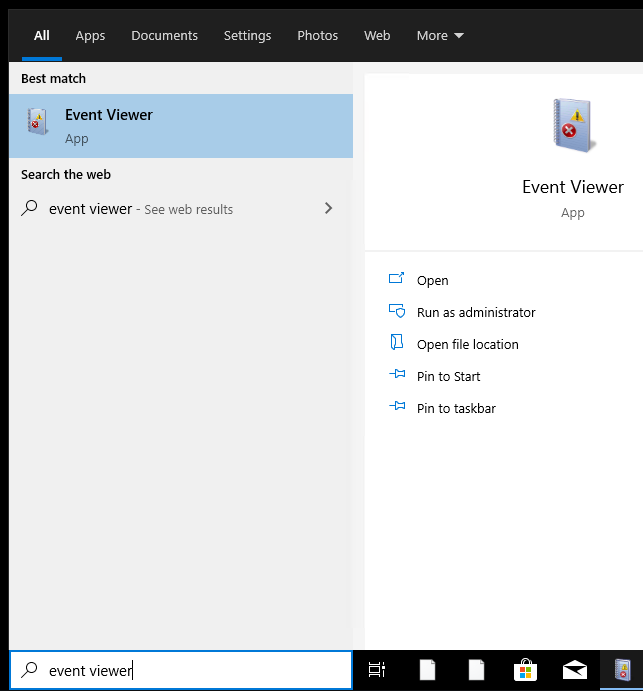 All Apps Documents Settings Photos Web More
Best match
Event Viewer
App
Search the web
event viewer - See web results
Event Viewer
App
Open
Run as administrator
Open file location
Pin to Start
Pin to taskbar
event viewer